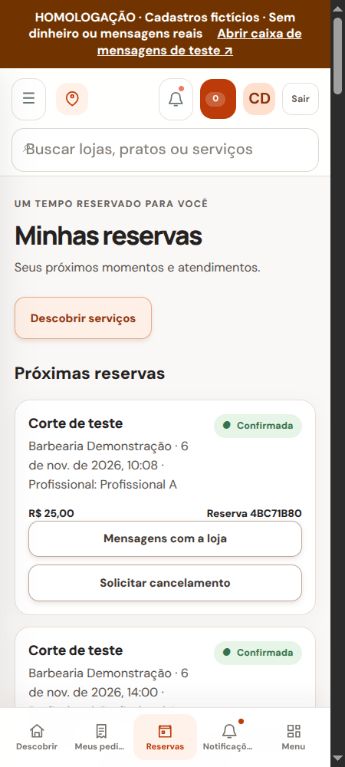 HOMOLOGAÇÃO · Cadastros fictícios · Sem
dinheiro ou mensagens reais Abrir caixa de
mensagens de teste ↗
0
CD
Sair
Buscar lojas, pratos ou serviços
UM TEMPO RESERVADO PARA VOCÊ
Minhas reservas
Seus próximos momentos e atendimentos.
Descobrir serviços
Próximas reservas
Corte de teste
Confirmada
Barbearia Demonstração · 6
de nov. de 2026, 10:08 ·
Profissional: Profissional A
R$ 25,00 Reserva 4BC71B80
Mensagens com a loja
Solicitar cancelamento
Corte de teste
Confirmada
Barbearia Demonstração · 6
de nov. de 2026, 14:00 ·
Descobrir
Meus pedi...
Reservas
Notificaçõ...
Menu